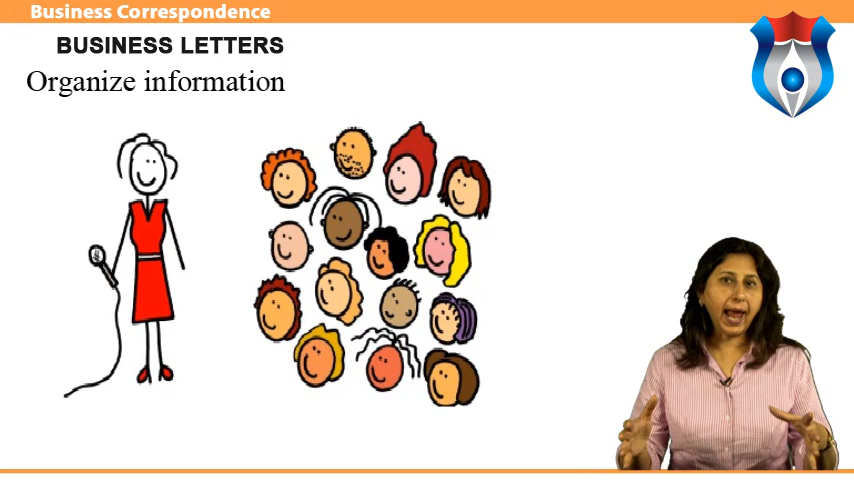 Business Correspondence
BUSINESS LETTERS
Organize information